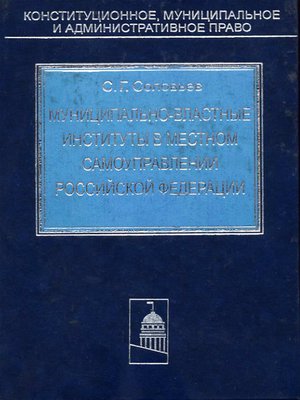 КОНСТИТУЦИОННОЕ, МУНИЦИПАЛЬНОЕ
И АДМИНИСТРАТИВНОЕ ПРАВО
С. Г. Соловьев
МУНИЦИПАЛЬНО-ВЛАСТНЫЕ
ИНСТИТУТЫ В МЕСТНОМ
САМОУПРАВЛЕНИИ
РОССИЙСКОЙ ФЕДЕРАЦИИ